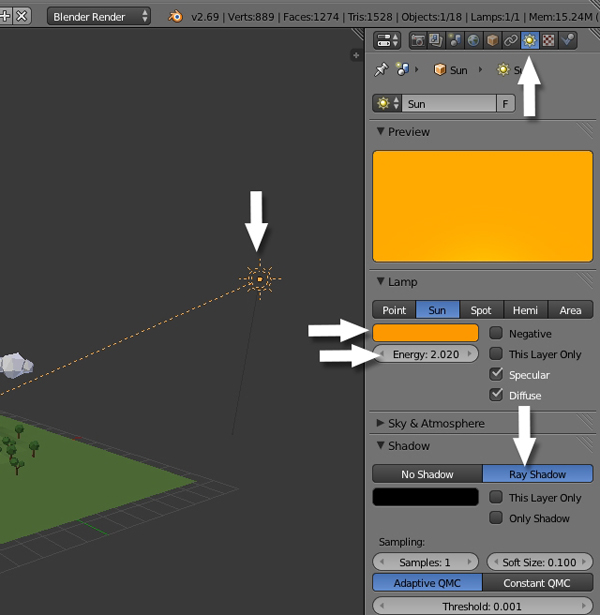 Blender Render
v2.69 | Verts:889 | Faces:1274 | Tris:1528 | Objects:1/18 | Lamps:1/1 | Mem:15.24M (
Sun
Sun
F
Preview
Lamp
Point Sun Spot Hemi Area
Negative
Energy: 2.020 This Layer Only
Specular
Diffuse
Sky & Atmosphere
Shadow
No Shadow Ray Shadow
This Layer Only
Only Shadow
Sampling:
Samples: 1 Soft Size: 0.100
Adaptive QMC Constant QMC
Threshold: 0.001